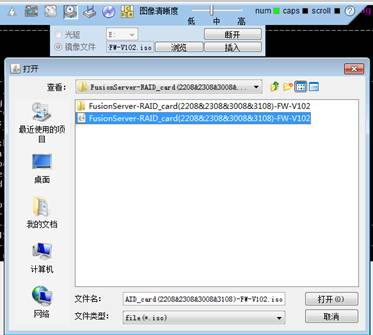 图像清晰度 低 中 高 num caps scroll
光驱 E: 断开
镜像文件 -FW-V102.iso 浏览 插入
打开
查看: FusionServer-RAID_card(2208&2308&3008&...
FusionServer-RAID_card(2208&2308&3008&3108)-FW-V102
FusionServer-RAID_card(2208&2308&3008&3108)-FW-V102
最近使用的项目
桌面
我的文档
计算机
网络
文件名: AID_card(2208&2308&3008&3108)-FW-V102.iso 打开(O)
文件类型: file(*.iso) 取消